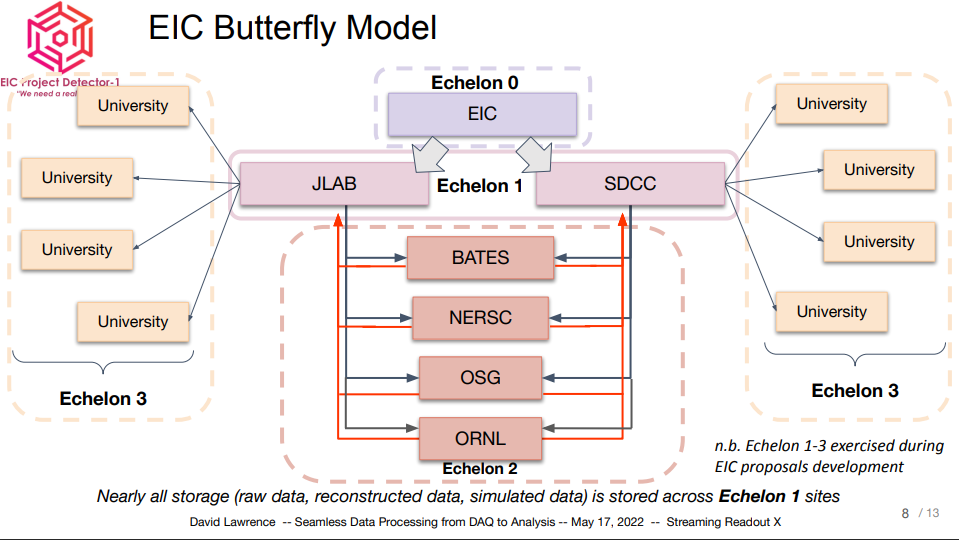 EIC Butterfly Model
EIC Project Detector-1
"We need a real
Echelon 0
EIC
JLAB
Echelon 1
SDCC
University
University
University
University
Echelon 3
BATES
NERSC
OSG
ORNL
Echelon 2
University
University
University
University
Echelon 3
n.b. Echelon 1-3 exercised during
EIC proposals development
Nearly all storage (raw data, reconstructed data, simulated data) is stored across Echelon 1 sites
David Lawrence -- Seamless Data Processing from DAQ to Analysis -- May 17, 2022 -- Streaming Readout X
8 / 13